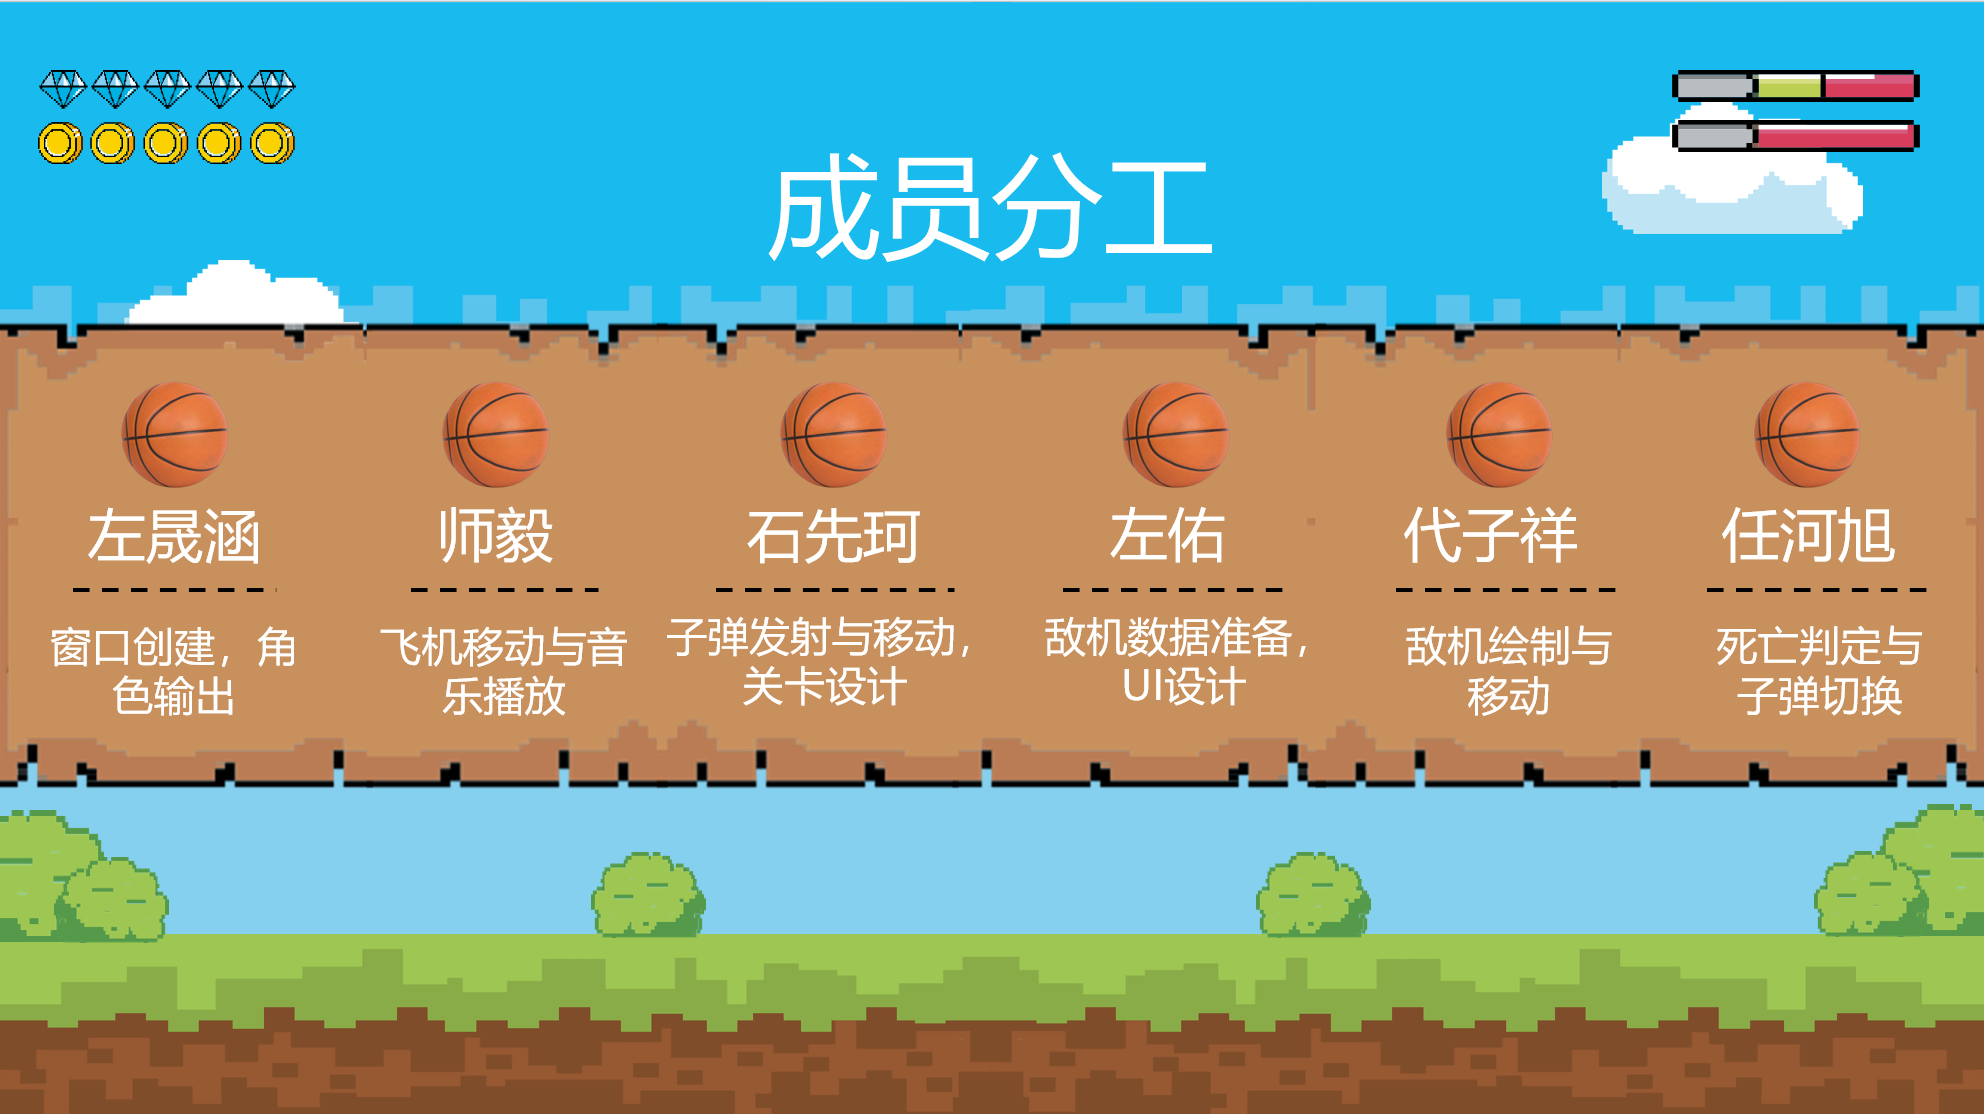 成员分工
左晟涵
师毅
石先珂
左佑
代子祥
任河旭
窗口创建，角
色输出
飞机移动与音
乐播放
子弹发射与移动，
关卡设计
敌机数据准备，
UI设计
敌机绘制与
移动
死亡判定与
子弹切换